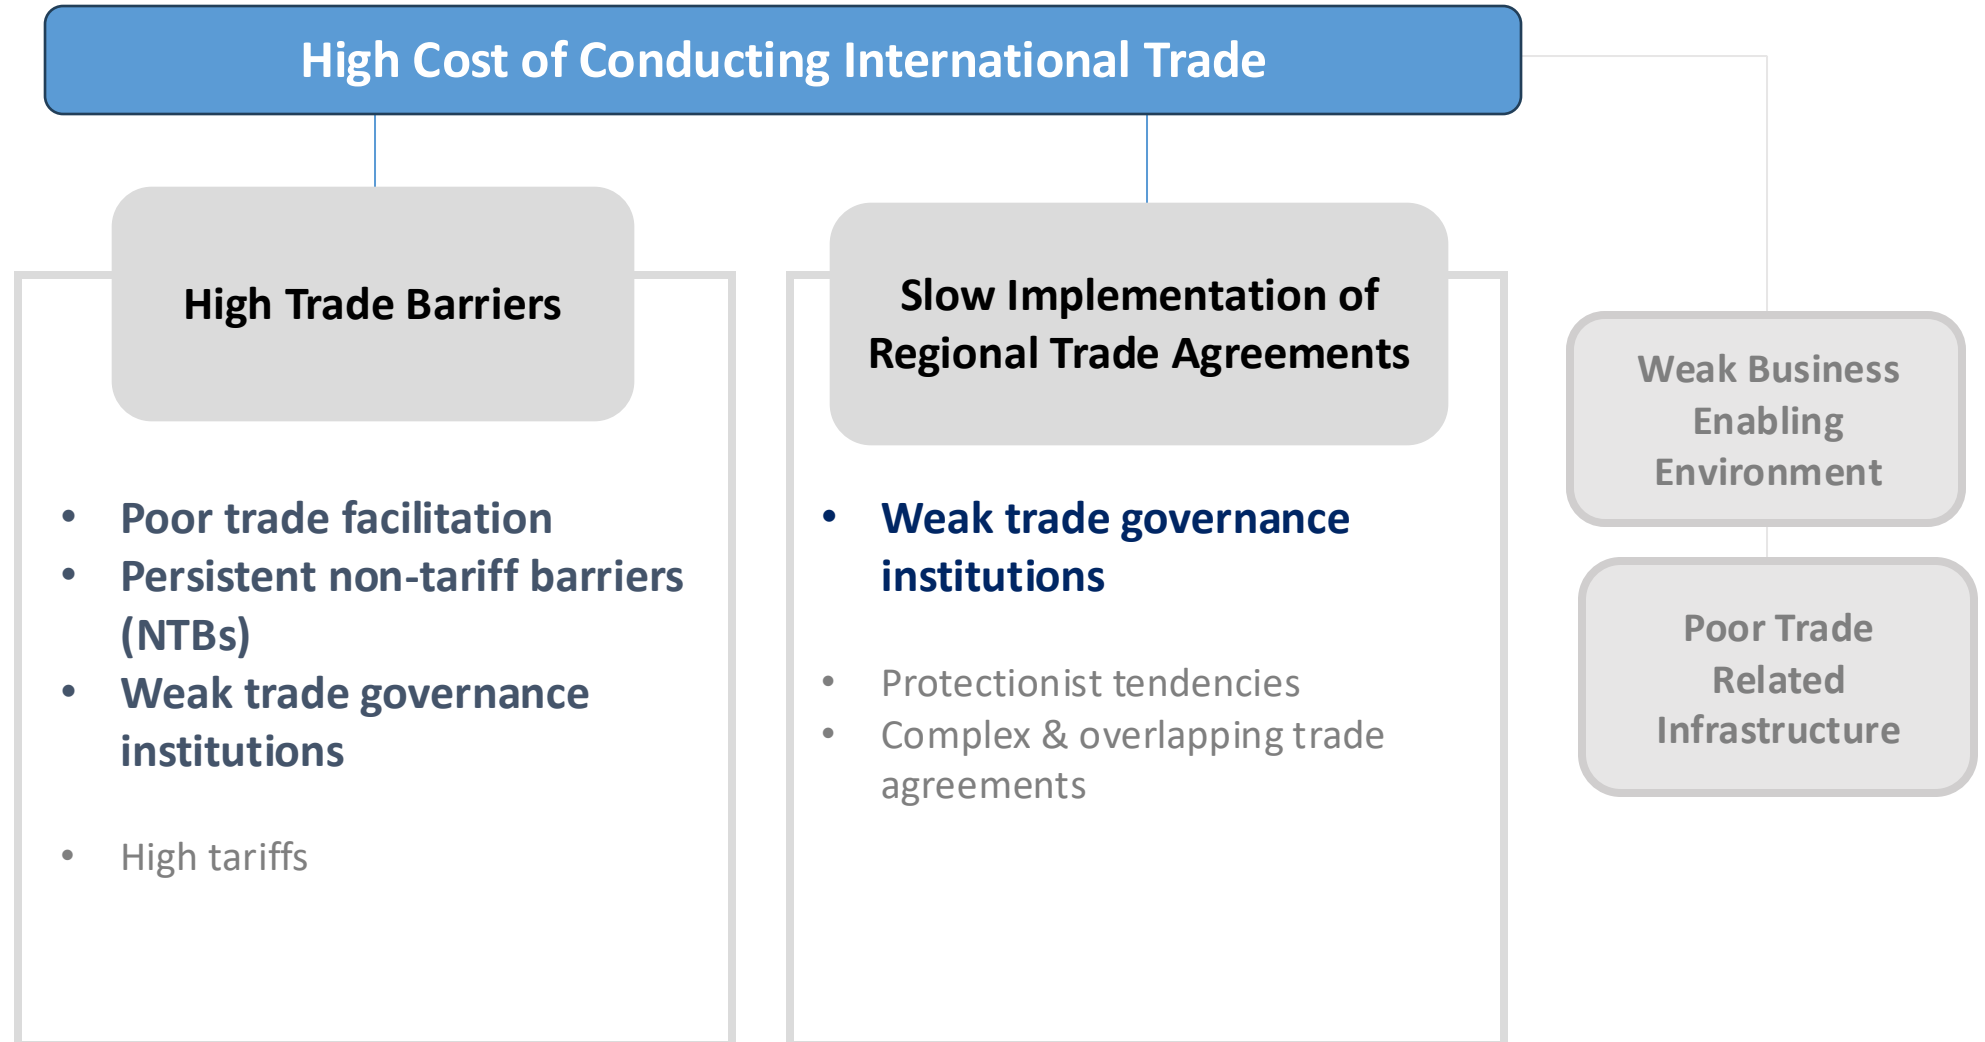 High Cost of Conducting International Trade
High Trade Barriers
• Poor trade facilitation
• Persistent non-tariff barriers
(NTBs)
• Weak trade governance
institutions
• High tariffs
Slow Implementation of
Regional Trade Agreements
• Weak trade governance
institutions
• Protectionist tendencies
• Complex & overlapping trade
agreements
Weak Business
Enabling
Environment
Poor Trade
Related
Infrastructure